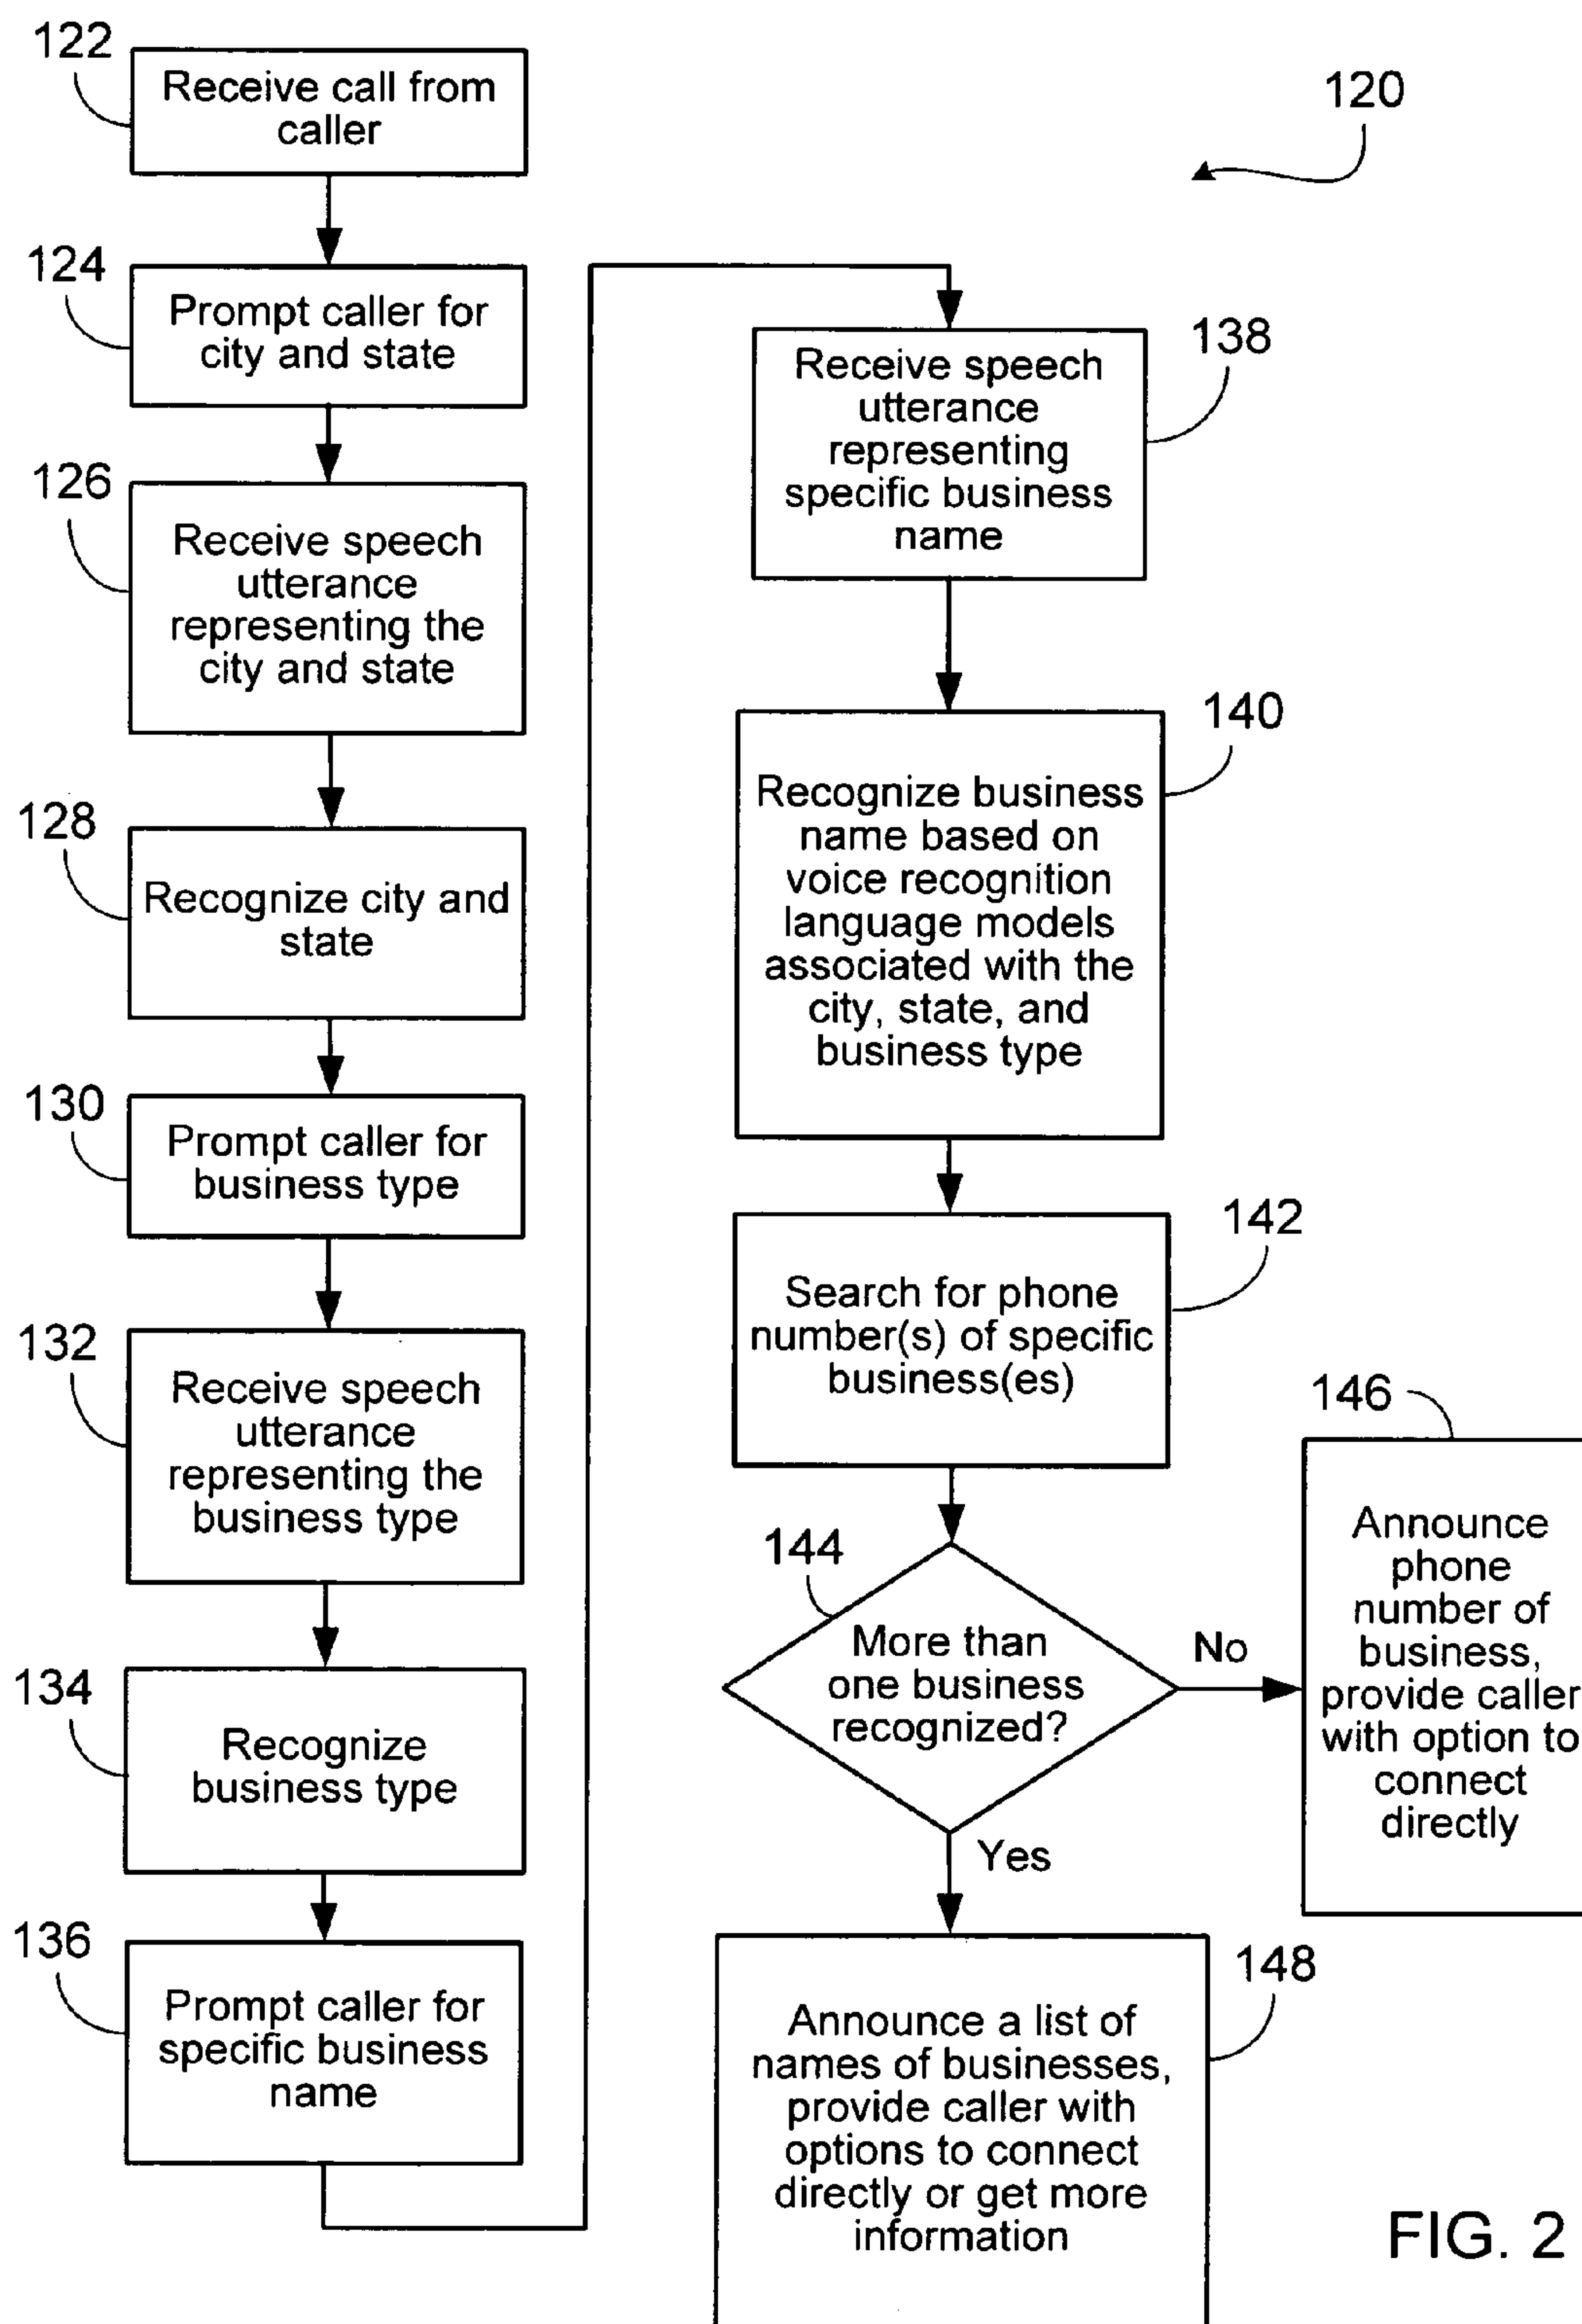 122
Receive call from
caller
120
124
Prompt caller for
city and state
126
Receive speech
utterance
representing the
city and state
128
Recognize city and
state
130
Prompt caller for
business type
132
Receive speech
utterance
representing the
business type
134
Recognize
business type
136
Prompt caller for
specific business
name
138
Receive speech
utterance
representing
specific business
name
140
Recognize business
name based on
voice recognition
language models
associated with the
city, state, and
business type
142
Search for phone
number(s) of specific
business(es)
144
More than
one business
recognized?
No
Yes
146
Announce
phone
number of
business,
provide caller
with option to
connect
directly
148
Announce a list of
names of businesses,
provide caller with
options to connect
directly or get more
information
FIG. 2